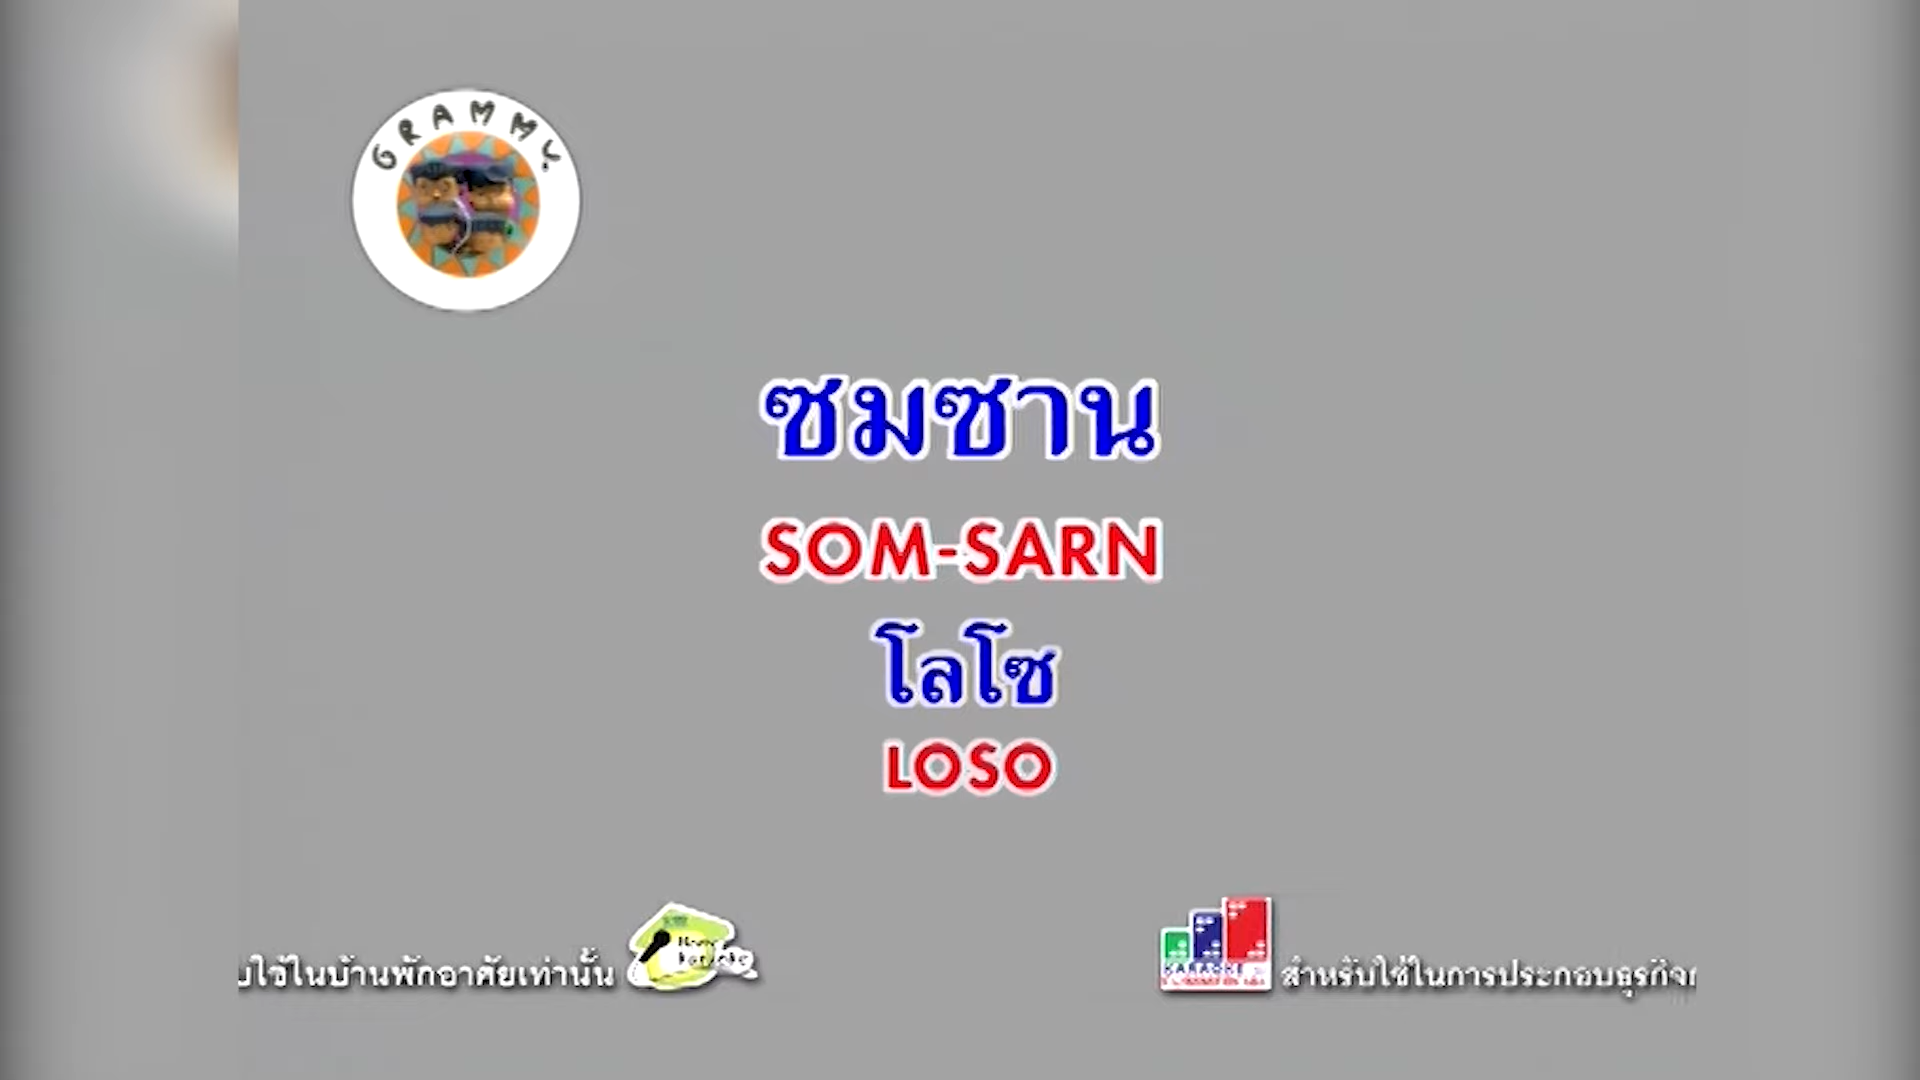 GRAMMY
ซมซาน
SOM-SARN
โลโซ
LOSO
บใช้ในบ้านพักอาศัยเท่านั้น
สำหรับใช้ในการประกอบธุรกิจ